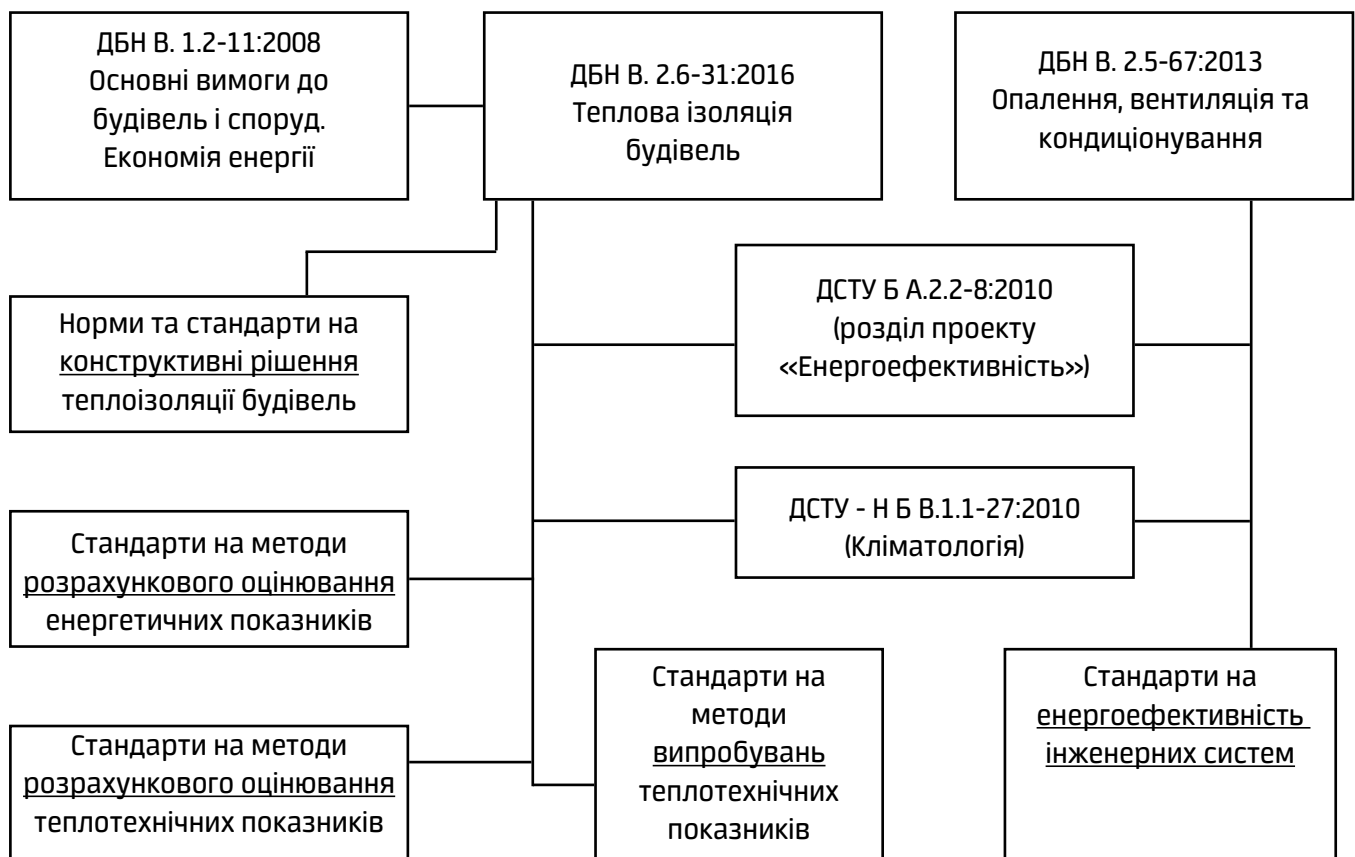 ДБН В. 1.2-11:2008
Основні вимоги до
будівель і споруд.
Економія енергії
ДБН В. 2.6-31:2016
Теплова ізоляція
будівель
ДБН В. 2.5-67:2013
Опалення, вентиляція та
кондиціонування
Норми та стандарти на
конструктивні рішення
теплоізоляції будівель
ДСТУ Б А.2.2-8:2010
(розділ проекту
«Енергоефективність»)
ДСТУ - Н Б В.1.1-27:2010
(Кліматологія)
Стандарти на методи
розрахункового оцінювання
енергетичних показників
Стандарти на методи
розрахункового оцінювання
теплотехнічних показників
Стандарти на
методи
випробувань
теплотехнічних
показників
Стандарти на
енергоефективність
інженерних систем